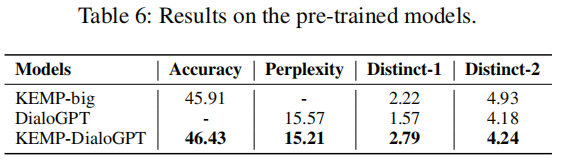 Table 6: Results on the pre-trained models.
Models Accuracy Perplexity Distinct-1 Distinct-2
KEMP-big 45.91 - 2.22 4.93
DialoGPT - 15.57 1.57 4.18
KEMP-DialoGPT 46.43 15.21 2.79 4.24